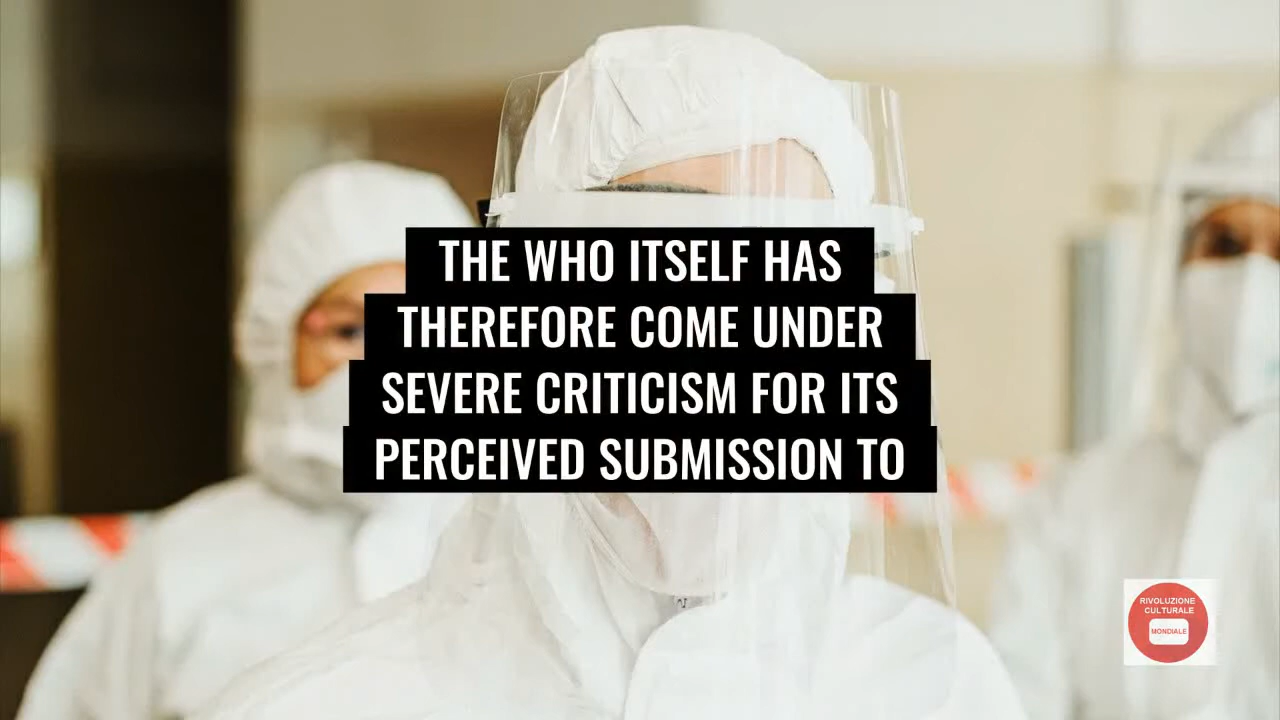 THE WHO ITSELF HAS
THEREFORE COME UNDER
SEVERE CRITICISM FOR ITS
PERCEIVED SUBMISSION TO
RIVOLUZIONE
CULTURALE
MONDIALE